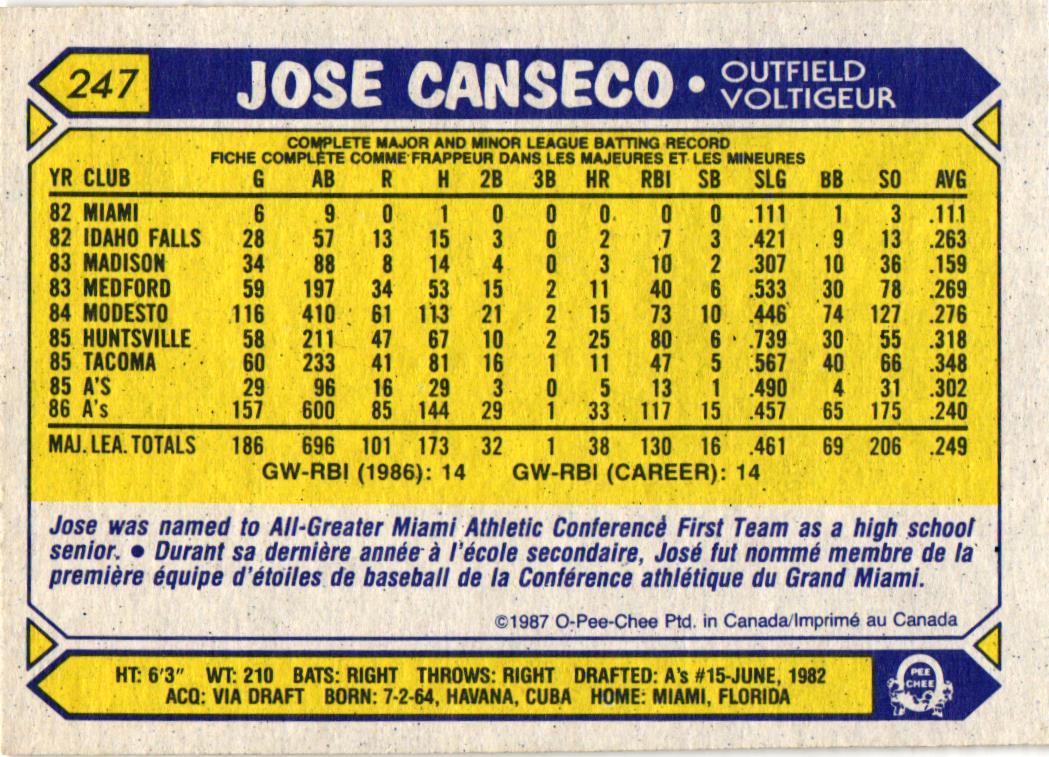 247 JOSE CANSECO • OUTFIELD
VOLTIGEUR
COMPLETE MAJOR AND MINOR LEAGUE BATTING RECORD
FICHE COMPLÈTE COMME FRAPPEUR DANS LES MAJEURES ET LES MINEURES
YR CLUB G AB R H 2B 3B HR RBI SB SLG BB SO AVG
82 MIAMI 6 9 0 1 0 0 0 0 0 .111 1 3 .111
82 IDAHO FALLS 28 57 13 15 3 0 2 7 3 .421 9 13 .263
83 MADISON 34 88 8 14 4 0 3 10 2 .307 10 36 .159
83 MEDFORD 59 197 34 53 15 2 11 40 6 .533 30 78 .269
84 MODESTO 116 410 61 113 21 2 15 73 10 .446 74 127 .276
85 HUNTSVILLE 58 211 47 67 10 2 25 80 6 .739 30 55 .318
85 TACOMA 60 233 41 81 16 1 11 47 5 .567 40 66 .348
85 A'S 29 96 16 29 3 0 5 13 1 .490 4 31 .302
86 A's 157 600 85 144 29 1 33 117 15 .457 65 175 .240
MAJ. LEA. TOTALS 186 696 101 173 32 1 38 130 16 .461 69 206 .249
GW-RBI (1986): 14 GW-RBI (CAREER): 14
Jose was named to All-Greater Miami Athletic Conference First Team as a high school
senior. • Durant sa dernière année à l'école secondaire, José fut nommé membre de la
première équipe d'étoiles de baseball de la Conférence athlétique du Grand Miami.
©1987 O-Pee-Chee Ptd. in Canada/Imprimé au Canada
HT: 6'3" WT: 210 BATS: RIGHT THROWS: RIGHT DRAFTED: A's #15-JUNE, 1982
ACQ: VIA DRAFT BORN: 7-2-64, HAVANA, CUBA HOME: MIAMI, FLORIDA
PEE
CHEE